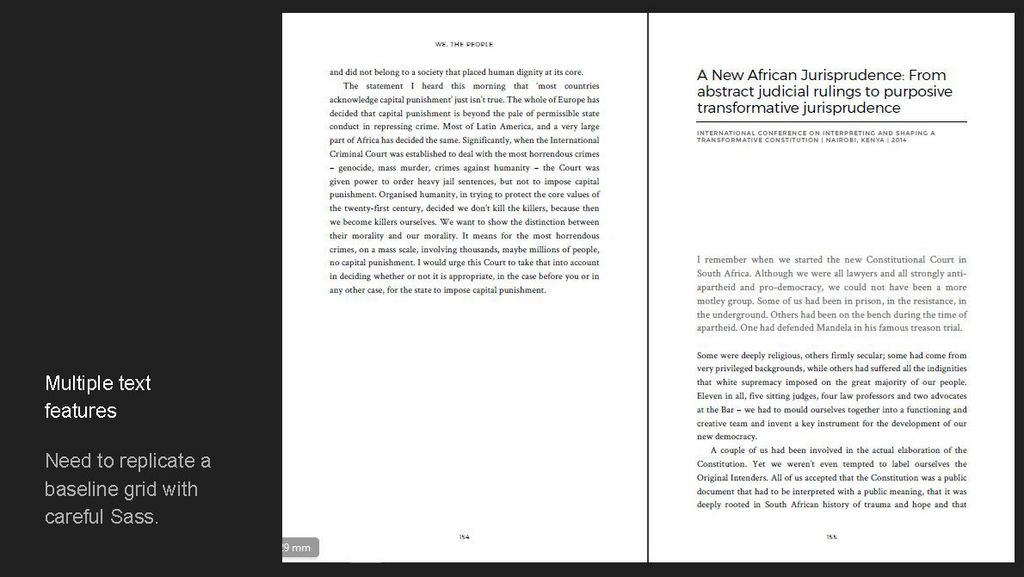 Multiple text
features
Need to replicate a
baseline grid with
careful Sass.
WE, THE PEOPLE
and did not belong to a society that placed human dignity at its core.
The statement I heard this morning that ‘most countries
acknowledge capital punishment’ just isn’t true. The whole of Europe has
decided that capital punishment is beyond the pale of permissible state
conduct in repressing crime. Most of Latin America, and a very large
part of Africa has decided the same. Significantly, when the International
Criminal Court was established to deal with the most horrendous crimes
– genocide, mass murder, crimes against humanity – the Court was
given power to order heavy jail sentences, but not to impose capital
punishment. Organised humanity, in trying to protect the core values of
the twenty-first century, decided we don’t kill the killers, because then
we become killers ourselves. We want to show the distinction between
their morality and our morality. It means for the most horrendous
crimes, on a mass scale, involving thousands, maybe millions of people,
no capital punishment. I would urge this Court to take that into account
in deciding whether or not it is appropriate, in the case before you or in
any other case, for the state to impose capital punishment.
154
29 mm
A New African Jurisprudence: From
abstract judicial rulings to purposive
transformative jurisprudence
INTERNATIONAL CONFERENCE ON INTERPRETING AND SHAPING A
TRANSFORMATIVE CONSTITUTION | NAIROBI, KENYA | 2014
I remember when we started the new Constitutional Court in
South Africa. Although we were all lawyers and all strongly anti-
apartheid and pro-democracy, we could not have been a more
motley group. Some of us had been in prison, in the resistance, in
the underground. Others had been on the bench during the time of
apartheid. One had defended Mandela in his famous treason trial.
Some were deeply religious, others firmly secular; some had come from
very privileged backgrounds, while others had suffered all the indignities
that white supremacy imposed on the great majority of our people.
Eleven in all, five sitting judges, four law professors and two advocates
at the Bar – we had to mould ourselves together into a functioning and
creative team and invent a key instrument for the development of our
new democracy.
A couple of us had been involved in the actual elaboration of the
Constitution. Yet we weren’t even tempted to label ourselves the
Original Intenders. All of us accepted that the Constitution was a public
document that had to be interpreted with a public meaning, that it was
deeply rooted in South African history of trauma and hope and that
155